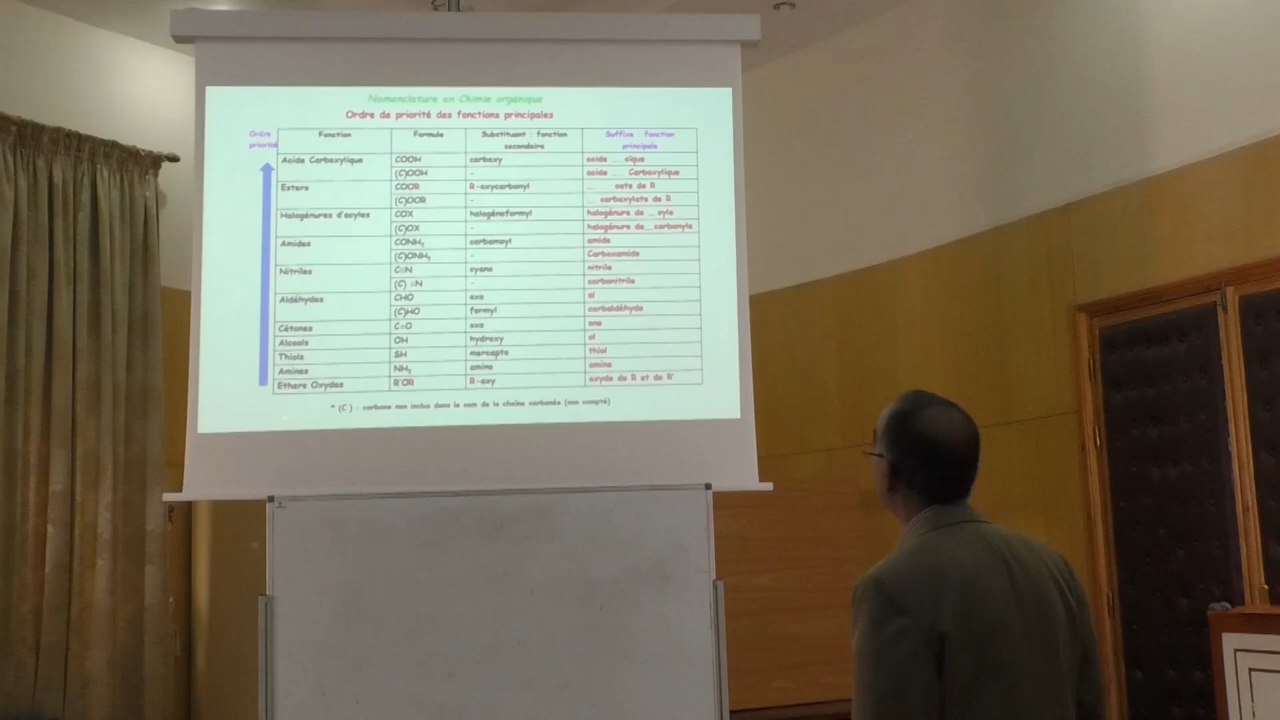 Nomenclature en Chimie organique
Ordre de priorité des fonctions principales
Ordre priorité
Fonction Formule Substituant : fonction secondaire Suffixe : fonction principale
Acide Carboxylique COOH carboxy acide ... oïque
(C)OOH - acide ... Carboxylique
Esters COOR R-oxycarbonyl ... oate de R
(C)OOR - ... carboxylate de R
Halogénures d'acyles COX halogénoformyl halogénure de ... oyle
(C)OX - halogénure de ... carbonyle
Amides CONH₂ carbamoyl amide
(C)ONH₂ - Carboxamide
Nitriles C≡N cyano nitrile
(C)≡N - carbonitrile
Aldéhydes CHO oxo al
(C)HO formyl carbaldéhyde
Cétones C=O oxo one
Alcools OH hydroxy ol
Thiols SH mercapto thiol
Amines NH₂ amino amine
Ethers Oxydes R'OR R-oxy oxyde de R et de R'
* (C) : carbone non inclus dans le nom de la chaîne carbonée (non compté)